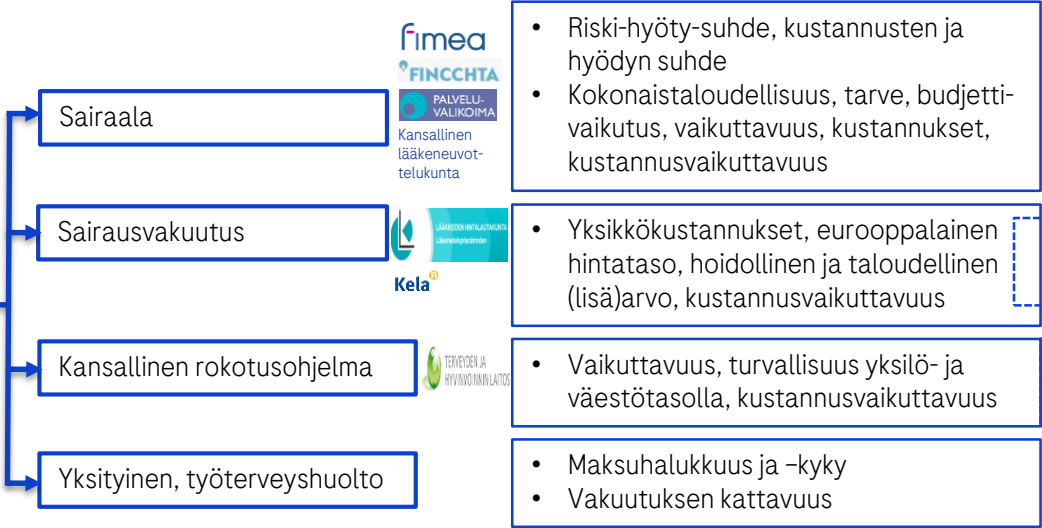 Sairaala
fimea
FINCCHTA
PALVELU-
VALIKOIMA
Kansallinen
lääkeneuvot-
telukunta
• Riski-hyöty-suhde, kustannusten ja
hyödyn suhde
• Kokonaistaloudellisuus, tarve, budjetti-
vaikutus, vaikuttavuus, kustannukset,
kustannusvaikuttavuus
Sairausvakuutus
LÄÄKKEIDEN HINTALAUTAKUNTA
Läkemedelsprisnämnden
Kela
• Yksikkökustannukset, eurooppalainen
hintataso, hoidollinen ja taloudellinen
(lisä)arvo, kustannusvaikuttavuus
Kansallinen rokotusohjelma
TERVEYDEN JA
HYVINVOINNIN LAITOS
• Vaikuttavuus, turvallisuus yksilö- ja
väestötasolla, kustannusvaikuttavuus
Yksityinen, työterveyshuolto
• Maksuhalukkuus ja –kyky
• Vakuutuksen kattavuus